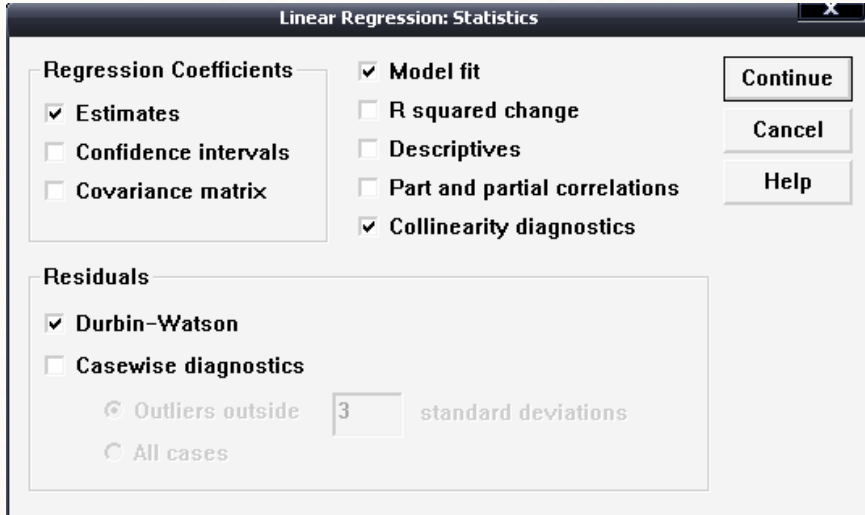 Linear Regression: Statistics
X
Regression Coefficients
Estimates
Confidence intervals
Covariance matrix
Model fit
R squared change
Descriptives
Part and partial correlations
Collinearity diagnostics
Continue
Cancel
Help
Residuals
Durbin-Watson
Casewise diagnostics
Outliers outside 3 standard deviations
All cases